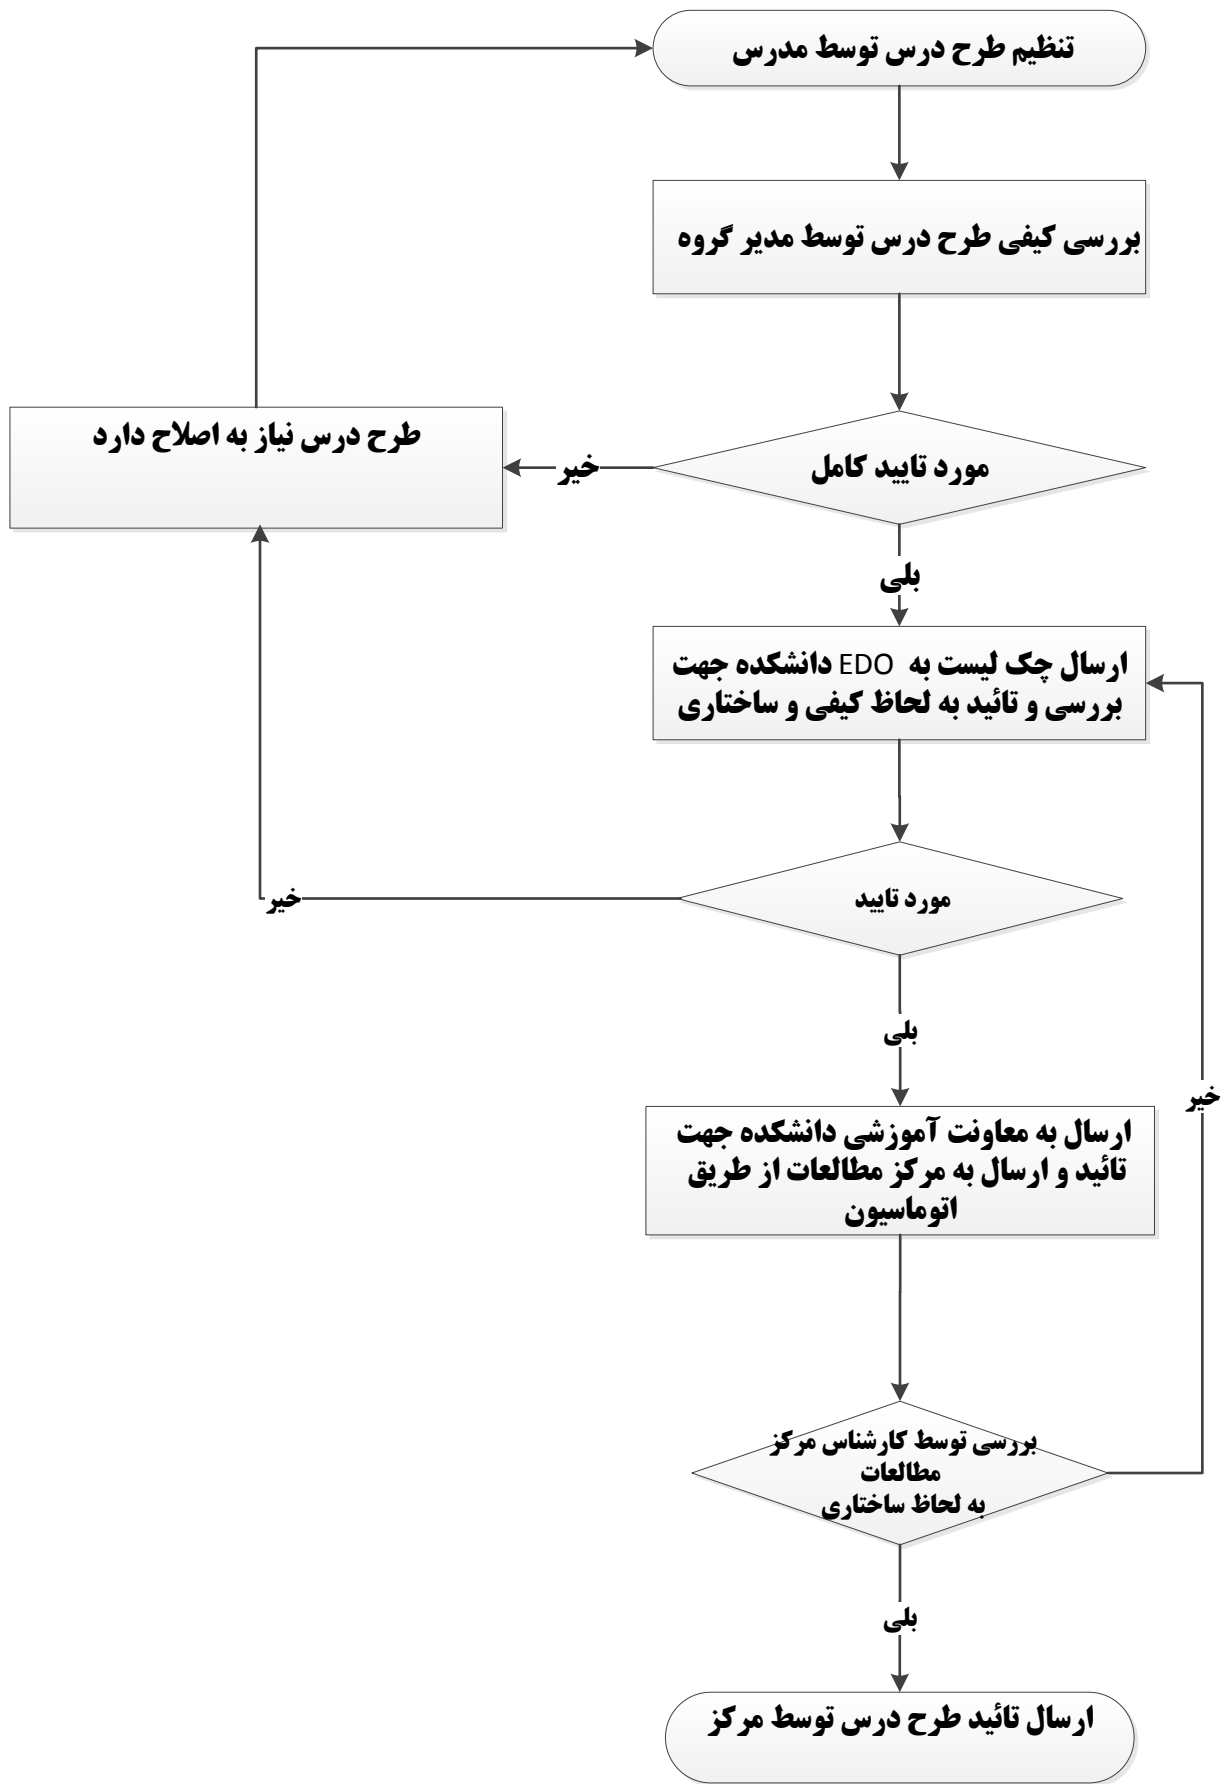 تنظیم طرح درس توسط مدرس
بررسی کیفی طرح درس توسط مدیر گروه
مورد تایید کامل
خیر
طرح درس نیاز به اصلاح دارد
بلی
ارسال چک لیست به EDO دانشکده جهت
بررسی و تائید به لحاظ کیفی و ساختاری
مورد تایید
خیر
بلی
خیر
ارسال به معاونت آموزشی دانشکده جهت
تائید و ارسال به مرکز مطالعات از طریق
اتوماسیون
بررسی توسط کارشناس مرکز
مطالعات
به لحاظ ساختاری
بلی
ارسال تائید طرح درس توسط مرکز